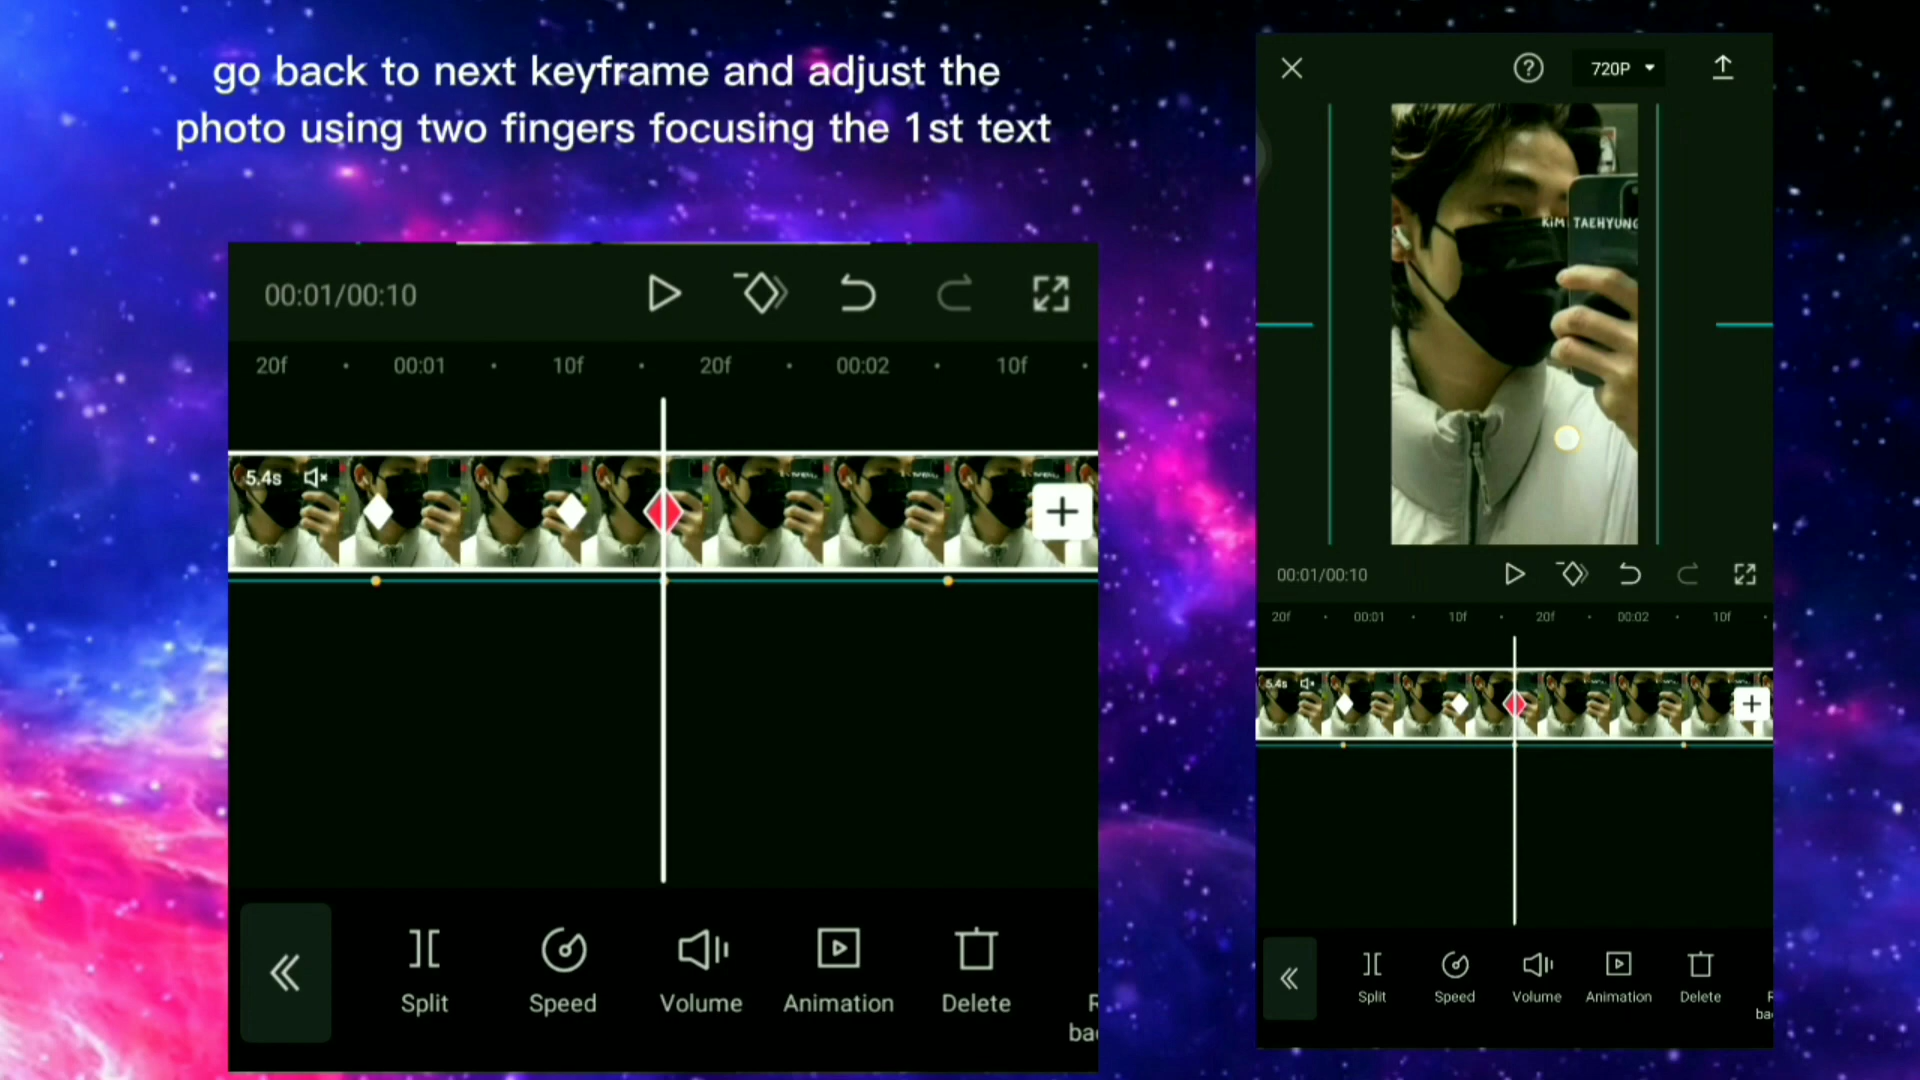 go back to next keyframe and adjust the
photo using two fingers focusing the 1st text
00:01/00:10
20f
00:01
10f
20f
00:02
10f
5.4s
Split
Speed
Volume
Animation
Delete
720P
KiM TAEHYUNG
00:01/00:10
20f
00:01
10f
20f
00:02
10f
5.4s
Split
Speed
Volume
Animation
Delete